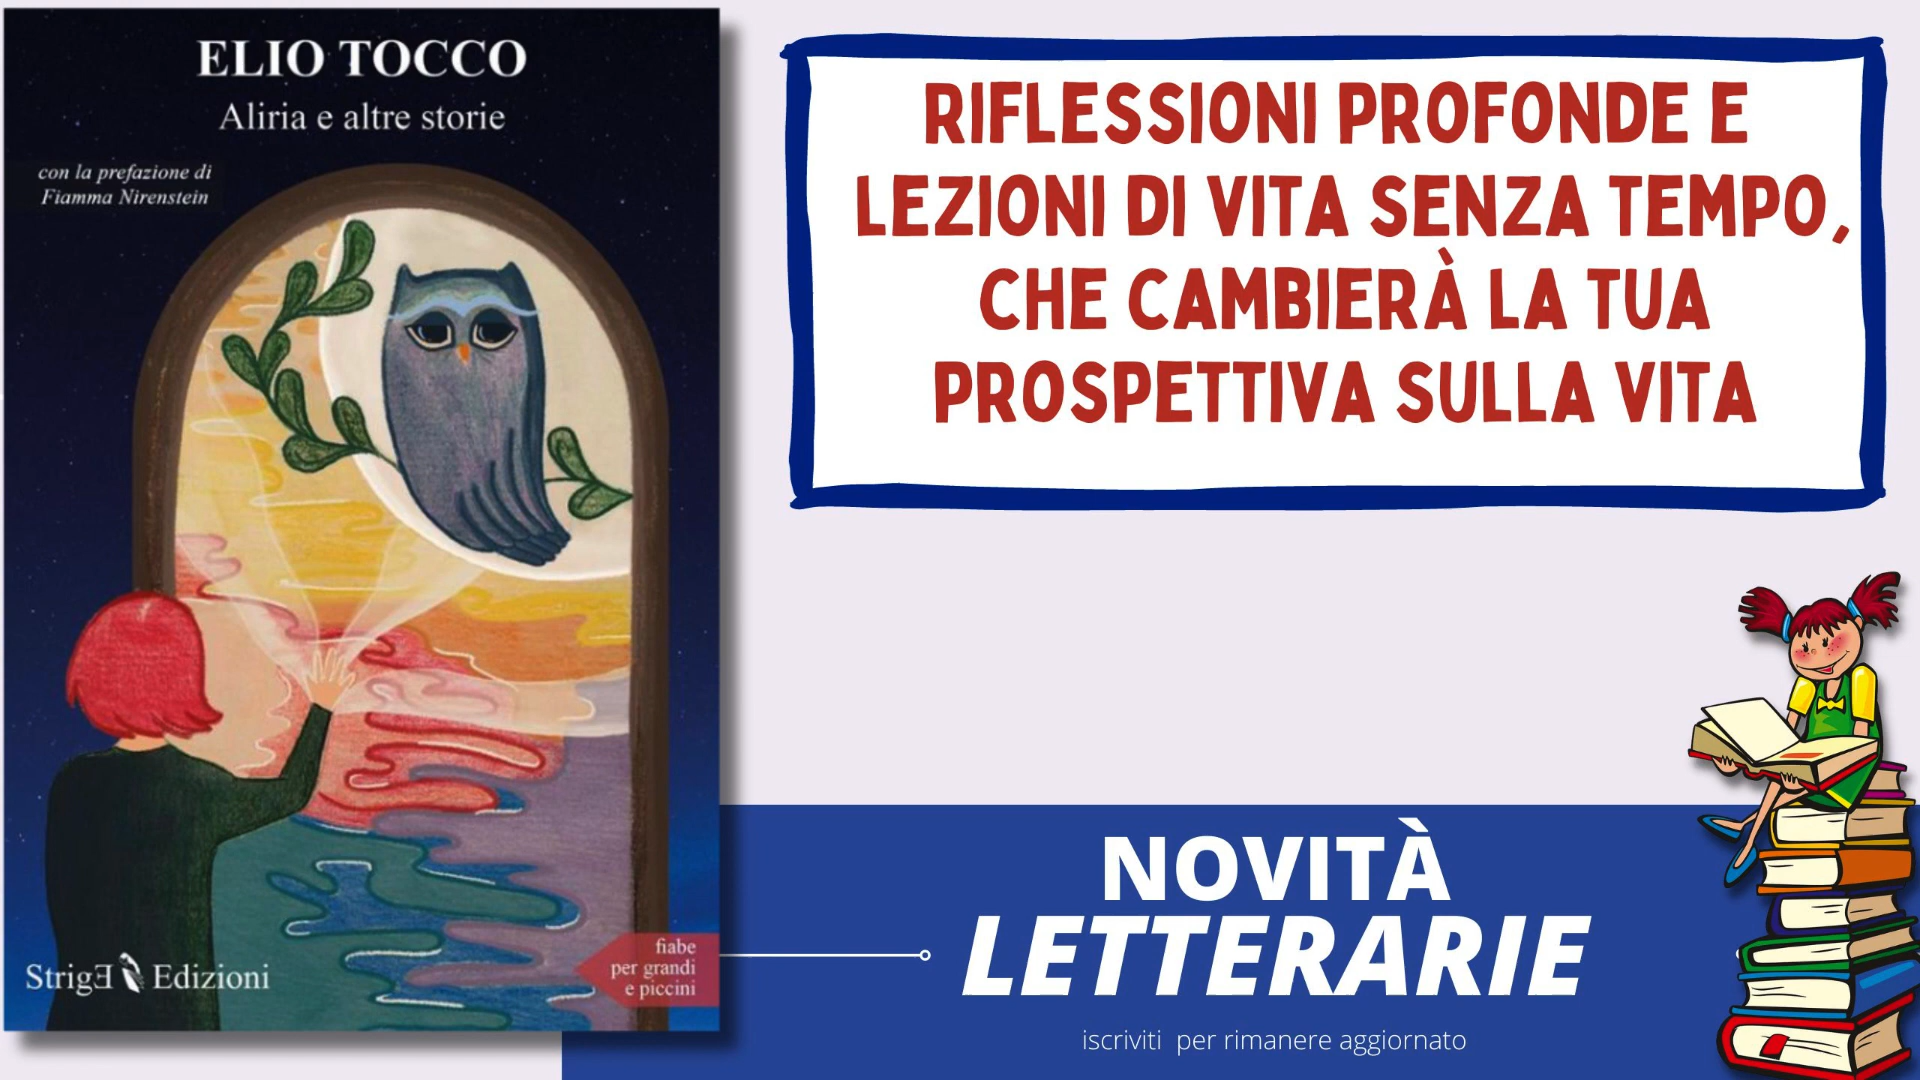 ELIO TOCCO
Aliria e altre storie
con la prefazione di
Fiamma Nirenstein
StrigƎ Edizioni
fiabe
per grandi
e piccini
RIFLESSIONI PROFONDE E
LEZIONI DI VITA SENZA TEMPO,
CHE CAMBIERÀ LA TUA
PROSPETTIVA SULLA VITA
NOVITÀ
LETTERARIE
iscriviti per rimanere aggiornato